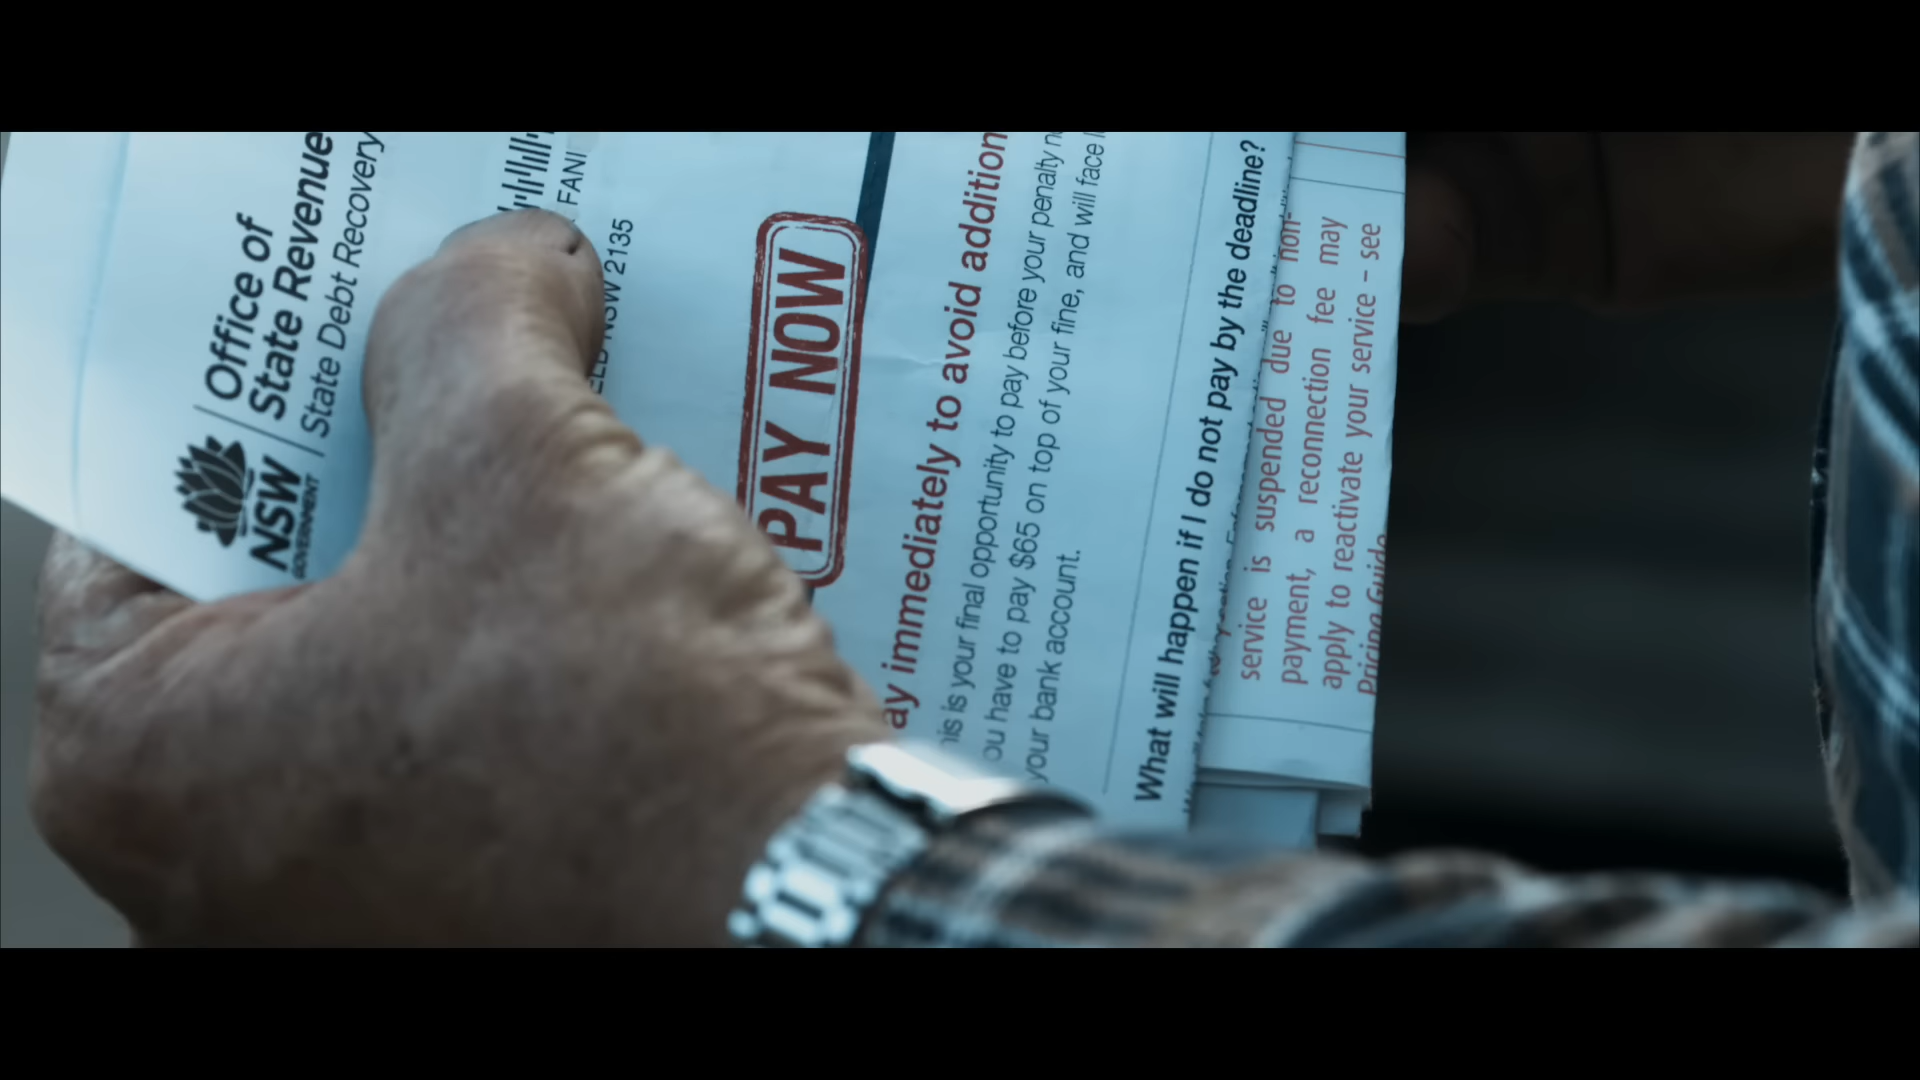 NSW
GOVERNMENT
Office of
State Revenue
State Debt Recovery
FANI
NSW 2135
PAY NOW
immediately to avoid
is your final opportunity to pay before your penalty
have to pay $65 on top of your fine, and will face
your bank account.
What will happen if I do not pay by the deadline?
service is suspended due to non-
payment, a reconnection fee may
apply to reactivate your service – see
Pricing Guide